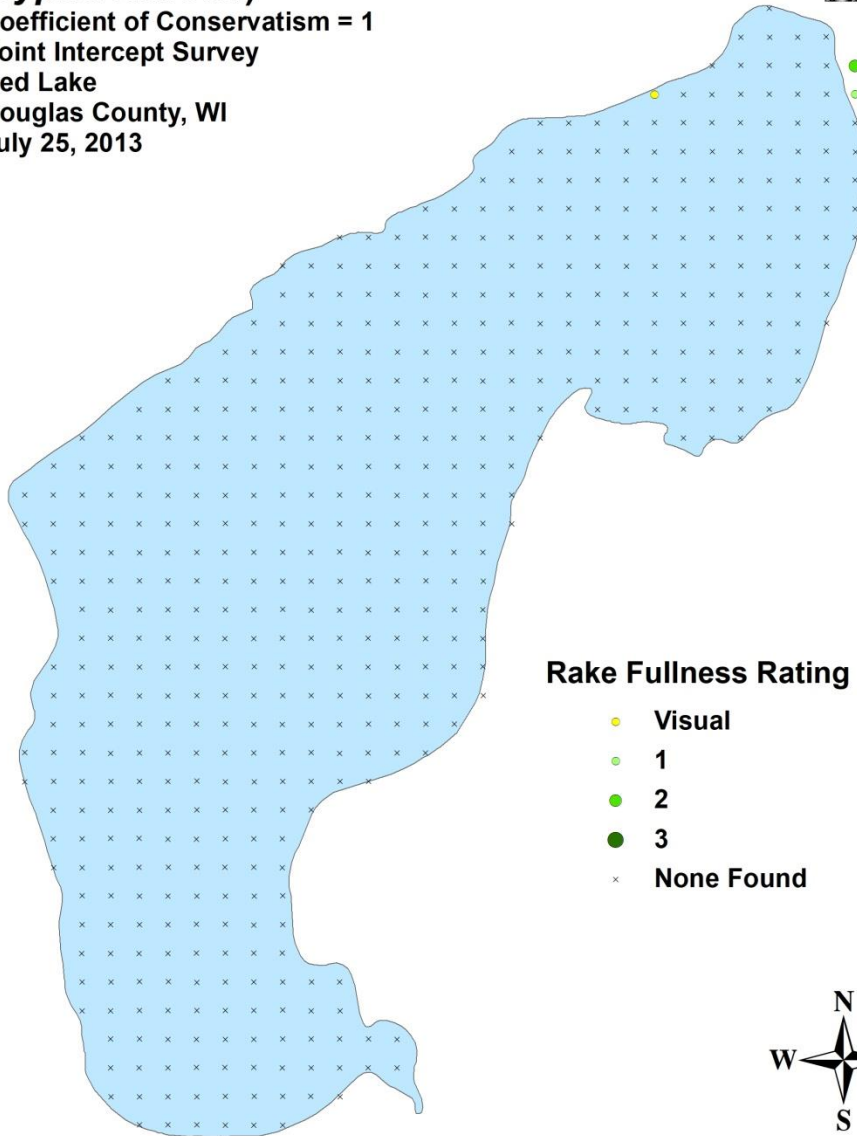 oefficient of Conservatism = 1
oint Intercept Survey
ed Lake
ouglas County, WI
uly 25, 2013
Rake Fullness Rating
Visual
1
2
3
None Found
N
W
S